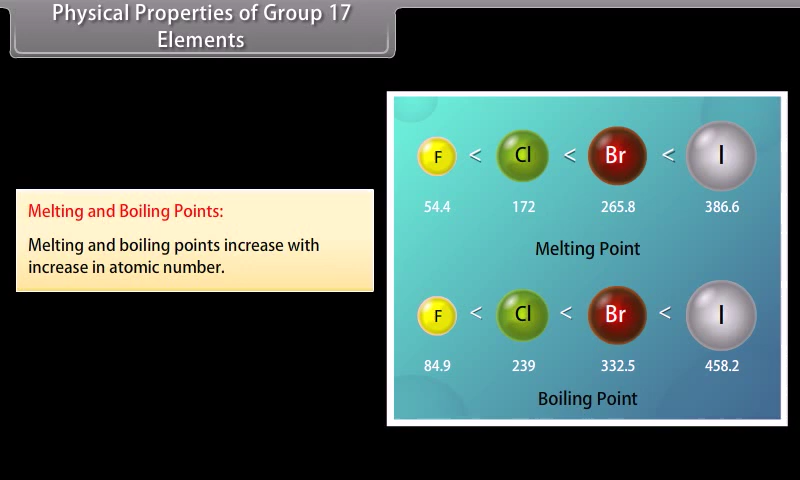 Physical Properties of Group 17
Elements
Melting and Boiling Points:
Melting and boiling points increase with
increase in atomic number.
F < Cl < Br < I
54.4 172 265.8 386.6
Melting Point
F < Cl < Br < I
84.9 239 332.5 458.2
Boiling Point